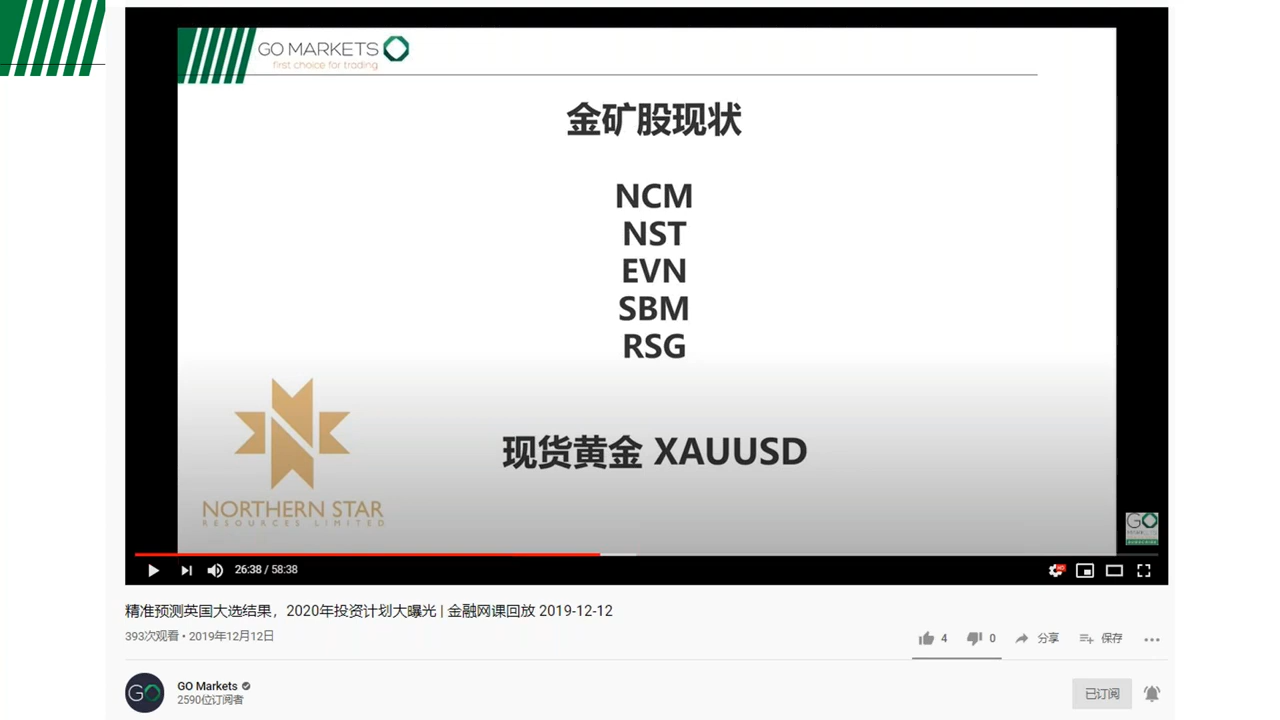 GO MARKETS
first choice for trading
金矿股现状
NCM
NST
EVN
SBM
RSG
现货黄金 XAUUSD
NORTHERN STAR
RESOURCES LIMITED
GO
26:38 / 58:38
HD
精准预测英国大选结果，2020年投资计划大曝光 | 金融网课回放 2019-12-12
393次观看 • 2019年12月12日
4
0
分享
保存
GO
GO Markets
2590位订阅者
已订阅